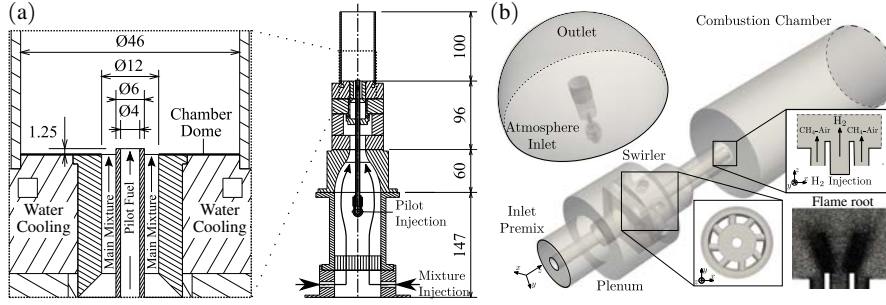 (a)
Ø46
Ø12
Ø6
Ø4
1.25
Chamber
Dome
Water
Cooling
Main Mixture
Pilot Fuel
Main Mixture
Water
Cooling
100
96
60
147
Pilot
Injection
Mixture
Injection
(b)
Outlet
Atmosphere
Inlet
Combustion Chamber
Swirler
Inlet
Premix
Plenum
H2
CH4-Air
CH4-Air
H2 Injection
Flame root
x
y
z